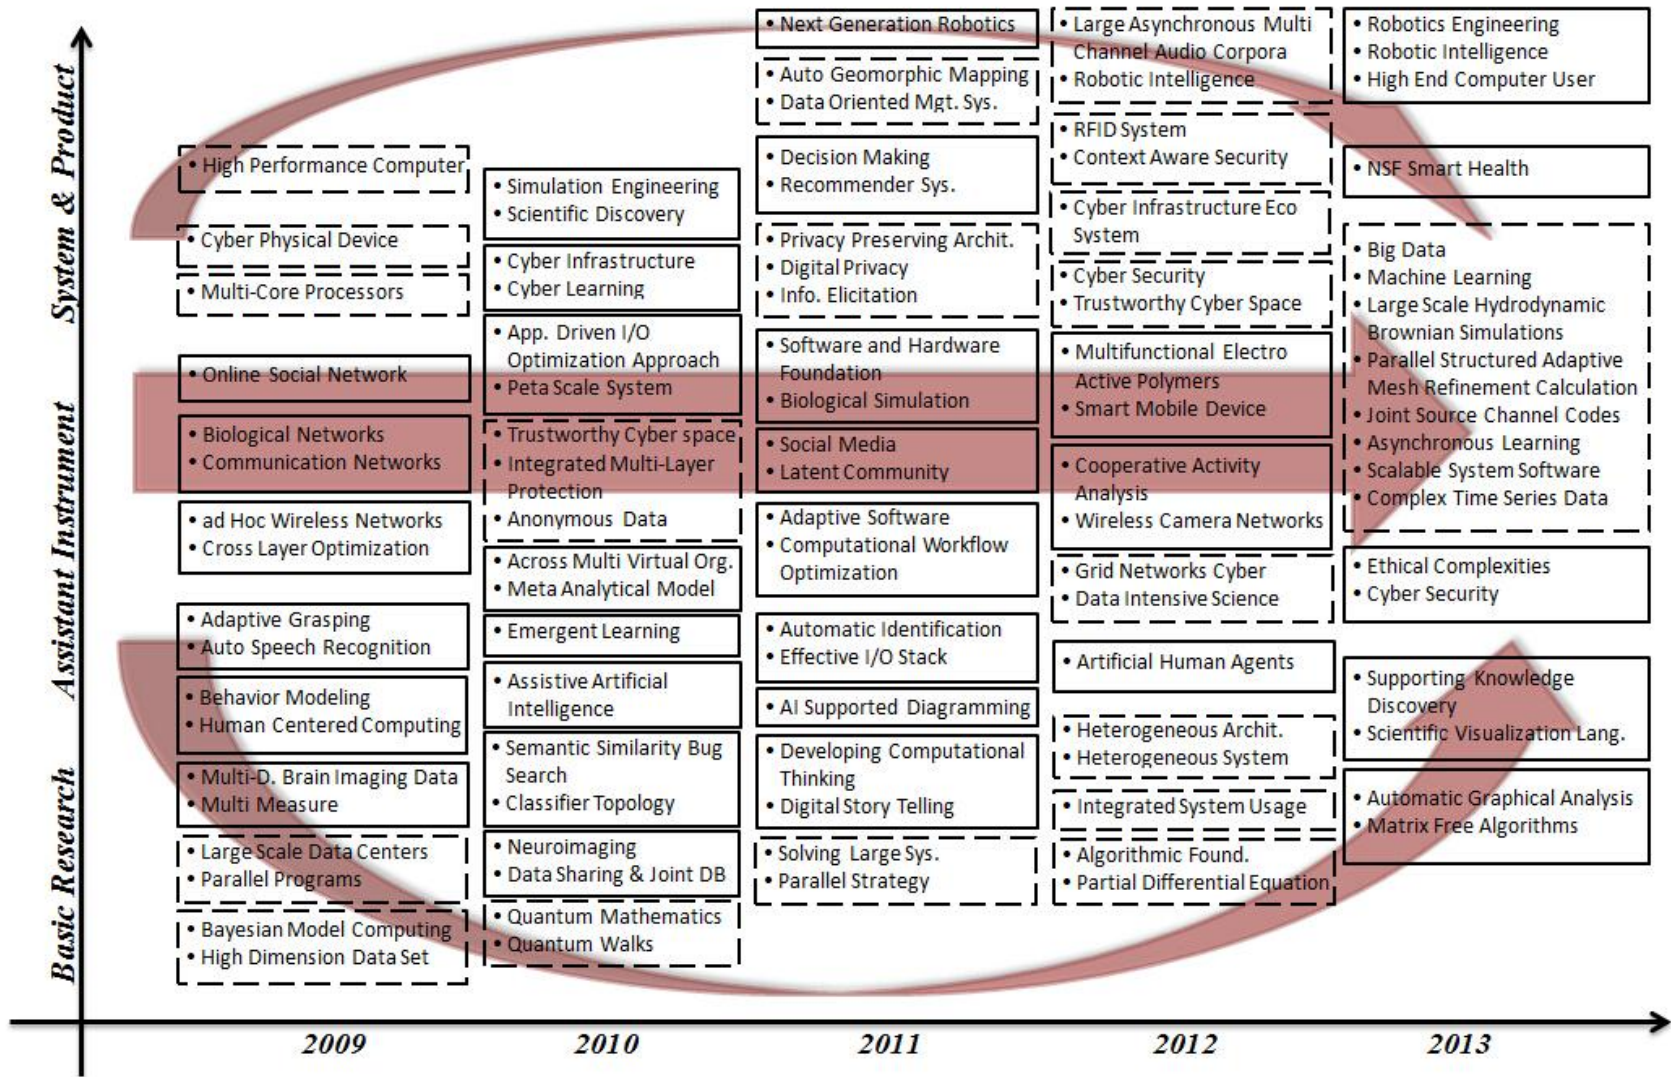 System & Product
Assistant Instrument
Basic Research
• High Performance Computer
• Cyber Physical Device
• Multi-Core Processors
• Online Social Network
• Biological Networks
• Communication Networks
• ad Hoc Wireless Networks
• Cross Layer Optimization
• Adaptive Grasping
• Auto Speech Recognition
• Behavior Modeling
• Human Centered Computing
• Multi-D. Brain Imaging Data
• Multi Measure
• Large Scale Data Centers
• Parallel Programs
• Bayesian Model Computing
• High Dimension Data Set
• Simulation Engineering
• Scientific Discovery
• Cyber Infrastructure
• Cyber Learning
• App. Driven I/O
Optimization Approach
• Peta Scale System
• Trustworthy Cyber space
• Integrated Multi-Layer
Protection
• Anonymous Data
• Across Multi Virtual Org.
• Meta Analytical Model
• Emergent Learning
• Assistive Artificial
Intelligence
• Semantic Similarity Bug
Search
• Classifier Topology
• Neuroimaging
• Data Sharing & Joint DB
• Quantum Mathematics
• Quantum Walks
• Next Generation Robotics
• Auto Geomorphic Mapping
• Data Oriented Mgt. Sys.
• Decision Making
• Recommender Sys.
• Privacy Preserving Archit.
• Digital Privacy
• Info. Elicitation
• Software and Hardware
Foundation
• Biological Simulation
• Social Media
• Latent Community
• Adaptive Software
• Computational Workflow
Optimization
• Automatic Identification
• Effective I/O Stack
• AI Supported Diagramming
• Developing Computational
Thinking
• Digital Story Telling
• Solving Large Sys.
• Parallel Strategy
• Large Asynchronous Multi
Channel Audio Corpora
• Robotic Intelligence
• RFID System
• Context Aware Security
• Cyber Infrastructure Eco
System
• Cyber Security
• Trustworthy Cyber Space
• Multifunctional Electro
Active Polymers
• Smart Mobile Device
• Cooperative Activity
Analysis
• Wireless Camera Networks
• Grid Networks Cyber
• Data Intensive Science
• Artificial Human Agents
• Heterogeneous Archit.
• Heterogeneous System
• Integrated System Usage
• Algorithmic Found.
• Partial Differential Equation
• Robotics Engineering
• Robotic Intelligence
• High End Computer User
• NSF Smart Health
• Big Data
• Machine Learning
• Large Scale Hydrodynamic
Brownian Simulations
• Parallel Structured Adaptive
Mesh Refinement Calculation
• Joint Source Channel Codes
• Asynchronous Learning
• Scalable System Software
• Complex Time Series Data
• Ethical Complexities
• Cyber Security
• Supporting Knowledge
Discovery
• Scientific Visualization Lang.
• Automatic Graphical Analysis
• Matrix Free Algorithms
2009
2010
2011
2012
2013